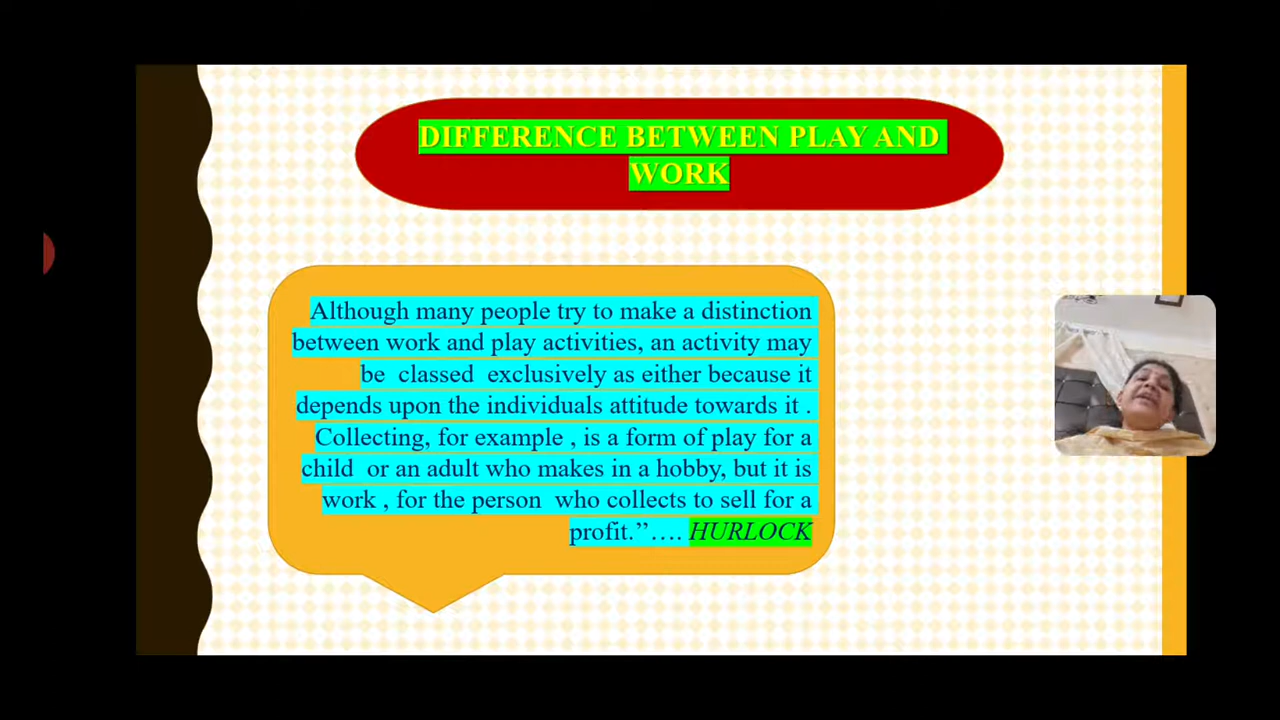 DIFFERENCE BETWEEN PLAY AND
WORK
Although many people try to make a distinction
between work and play activities, an activity may
be classed exclusively as either because it
depends upon the individuals attitude towards it .
Collecting, for example , is a form of play for a
child or an adult who makes in a hobby, but it is
work , for the person who collects to sell for a
profit.”…. HURLOCK